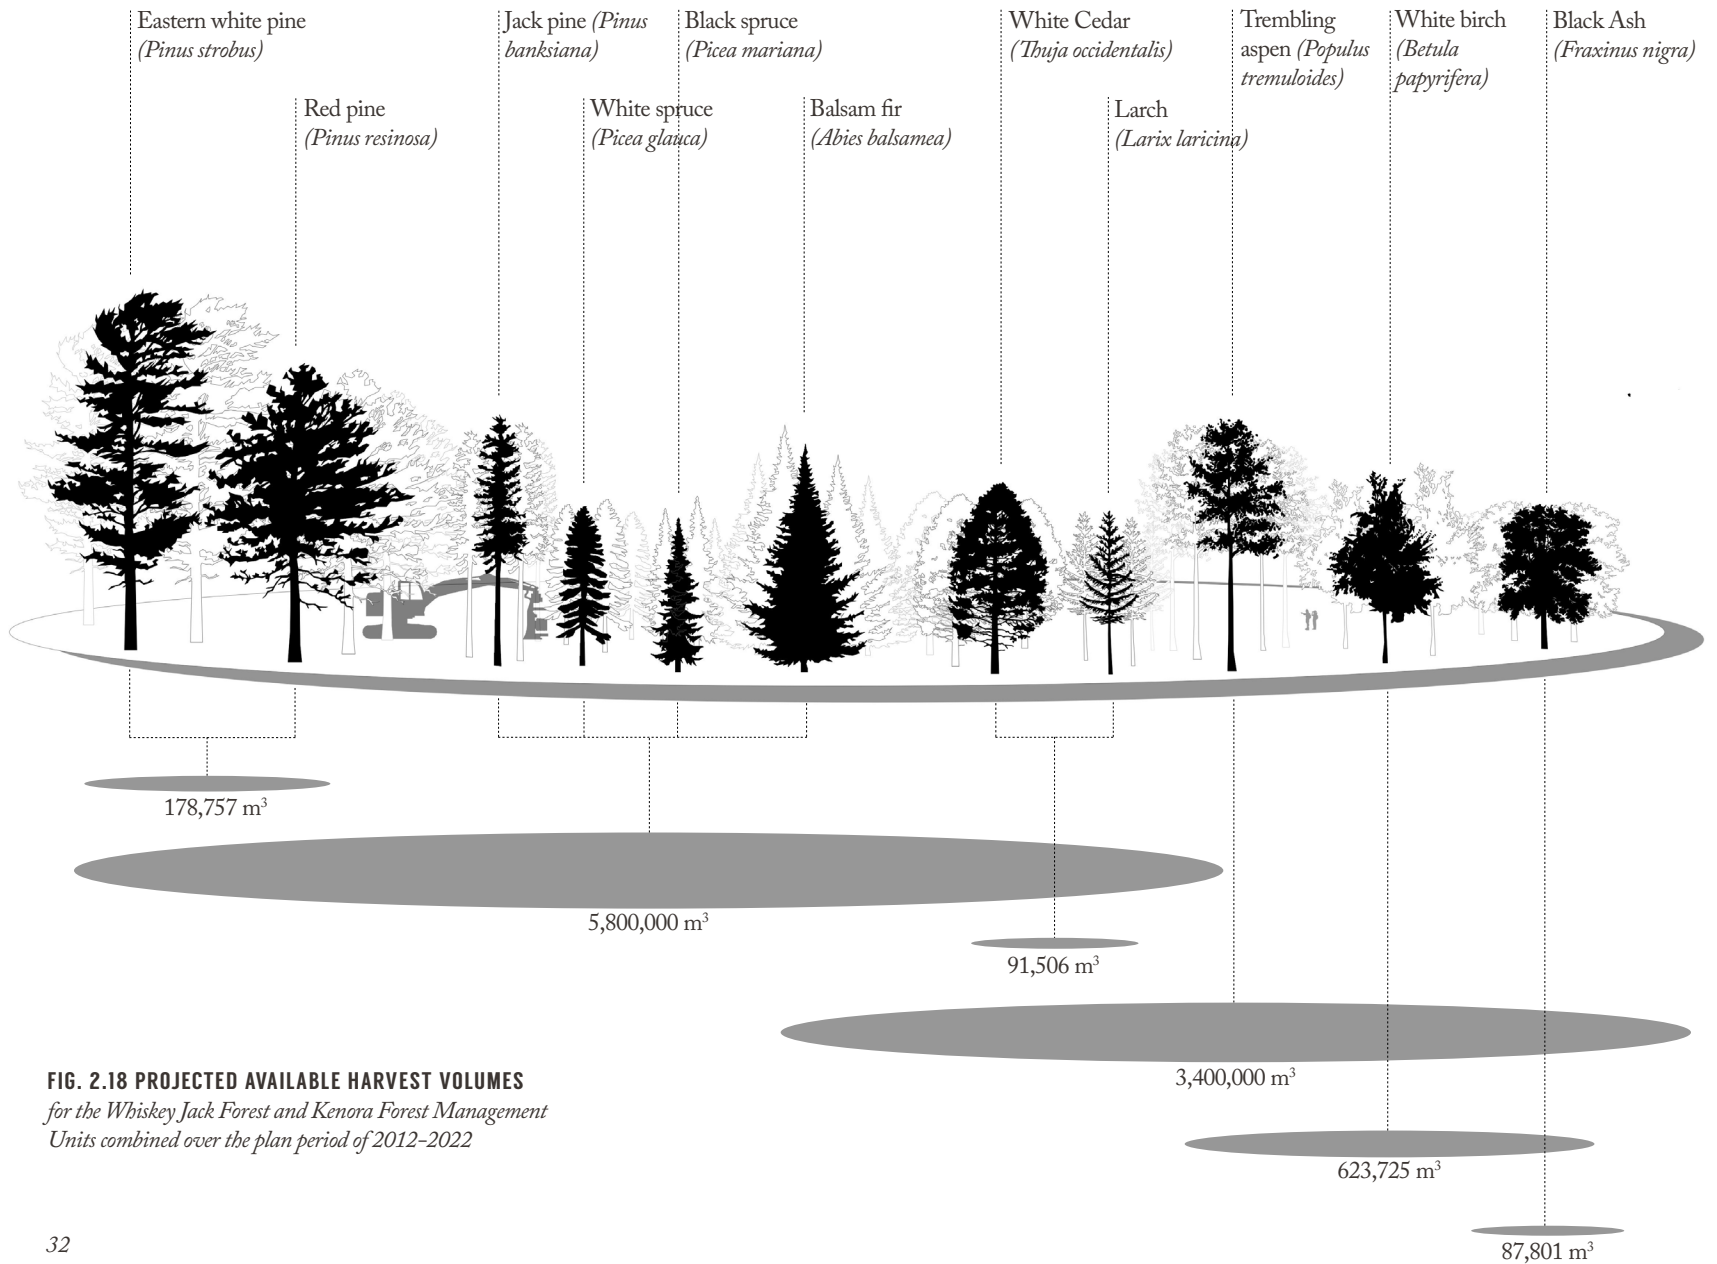 Eastern white pine
(Pinus strobus)
Jack pine (Pinus
banksiana)
Black spruce
(Picea mariana)
White Cedar
(Thuja occidentalis)
Trembling
aspen (Populus
tremuloides)
White birch
(Betula
papyrifera)
Black Ash
(Fraxinus nigra)
Red pine
(Pinus resinosa)
White spruce
(Picea glauca)
Balsam fir
(Abies balsamea)
Larch
(Larix laricina)
178,757 m³
5,800,000 m³
91,506 m³
3,400,000 m³
623,725 m³
87,801 m³
FIG. 2.18 PROJECTED AVAILABLE HARVEST VOLUMES
for the Whiskey Jack Forest and Kenora Forest Management
Units combined over the plan period of 2012–2022
32